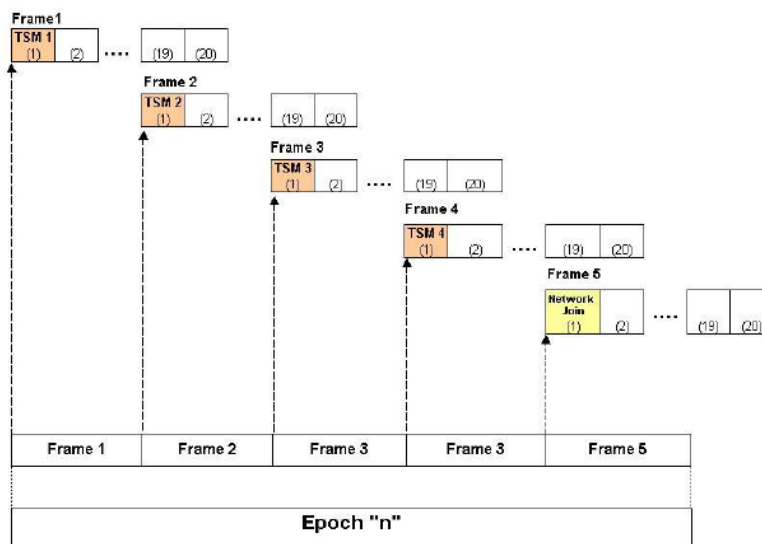 Frame1
TSM 1
(1) (2) .... (19) (20)
Frame 2
TSM 2
(1) (2) .... (19) (20)
Frame 3
TSM 3
(1) (2) .... (19) (20)
Frame 4
TSM 4
(1) (2) .... (19) (20)
Frame 5
Network
Join
(1) (2) .... (19) (20)
Frame 1 Frame 2 Frame 3 Frame 3 Frame 5
Epoch "n"